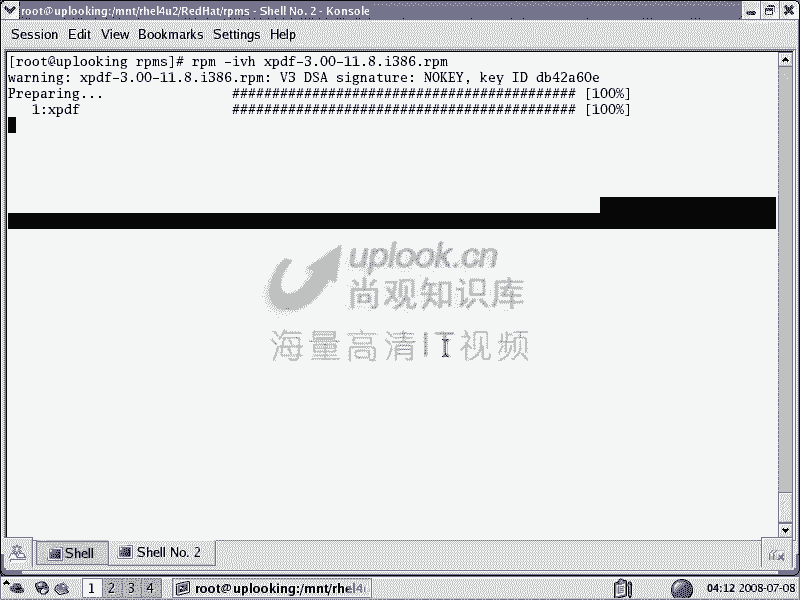 root@uplooking:/mnt/rhel4u2/RedHat/rpms - Shell No. 2 - Konsole
Session Edit View Bookmarks Settings Help
[root@uplooking rpms]# rpm -ivh xpdf-3.00-11.8.i386.rpm
warning: xpdf-3.00-11.8.i386.rpm: V3 DSA signature: NOKEY, key ID db42a60e
Preparing... ########################################### [100%]
1:xpdf ########################################### [100%]
uplook.cn
尚观知识库
海量高清IT视频
Shell Shell No. 2
1 2 3 4 root@uplooking:/mnt/rhel4u 04:12 2008-07-08